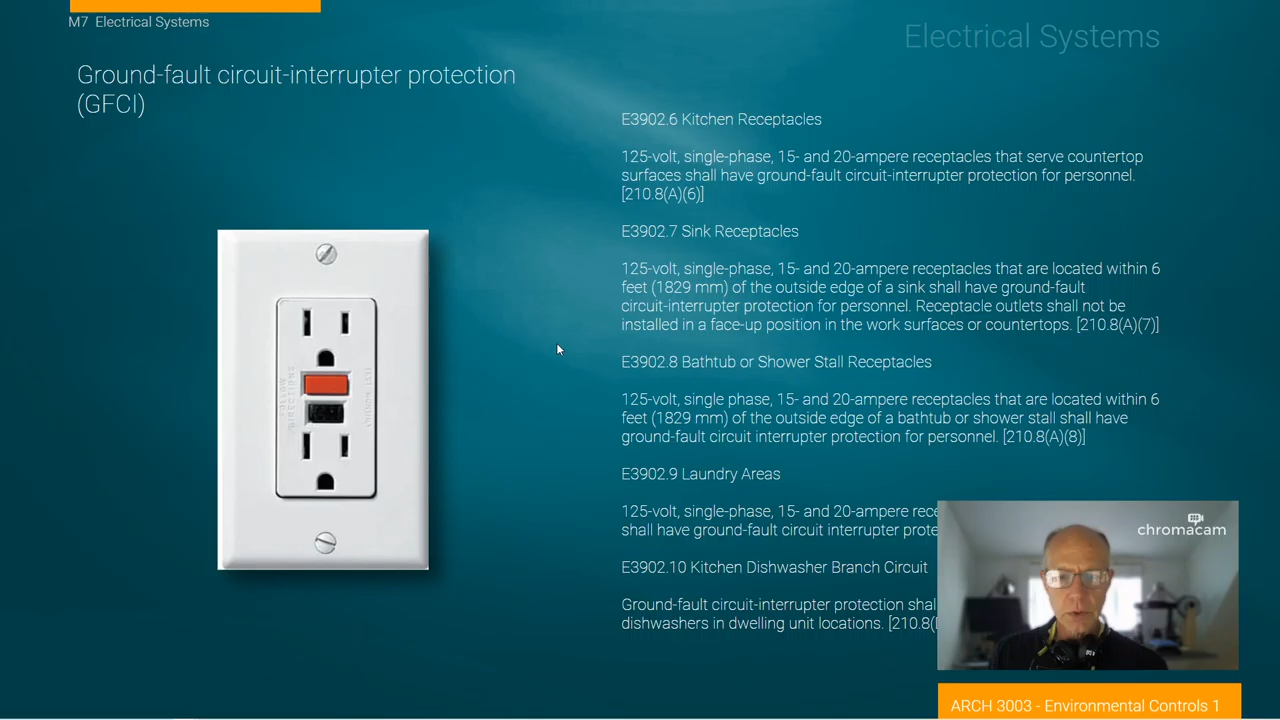 M7 Electrical Systems
Electrical Systems
Ground-fault circuit-interrupter protection
(GFCI)
E3902.6 Kitchen Receptacles
125-volt, single-phase, 15- and 20-ampere receptacles that serve countertop
surfaces shall have ground-fault circuit-interrupter protection for personnel.
[210.8(A)(6)]
E3902.7 Sink Receptacles
125-volt, single-phase, 15- and 20-ampere receptacles that are located within 6
feet (1829 mm) of the outside edge of a sink shall have ground-fault
circuit-interrupter protection for personnel. Receptacle outlets shall not be
installed in a face-up position in the work surfaces or countertops. [210.8(A)(7)]
E3902.8 Bathtub or Shower Stall Receptacles
125-volt, single phase, 15- and 20-ampere receptacles that are located within 6
feet (1829 mm) of the outside edge of a bathtub or shower stall shall have
ground-fault circuit interrupter protection for personnel. [210.8(A)(8)]
E3902.9 Laundry Areas
125-volt, single-phase, 15- and 20-ampere rece
shall have ground-fault circuit interrupter prote
E3902.10 Kitchen Dishwasher Branch Circuit
Ground-fault circuit-interrupter protection shal
dishwashers in dwelling unit locations. [210.8(
chromacam
ARCH 3003 - Environmental Controls 1